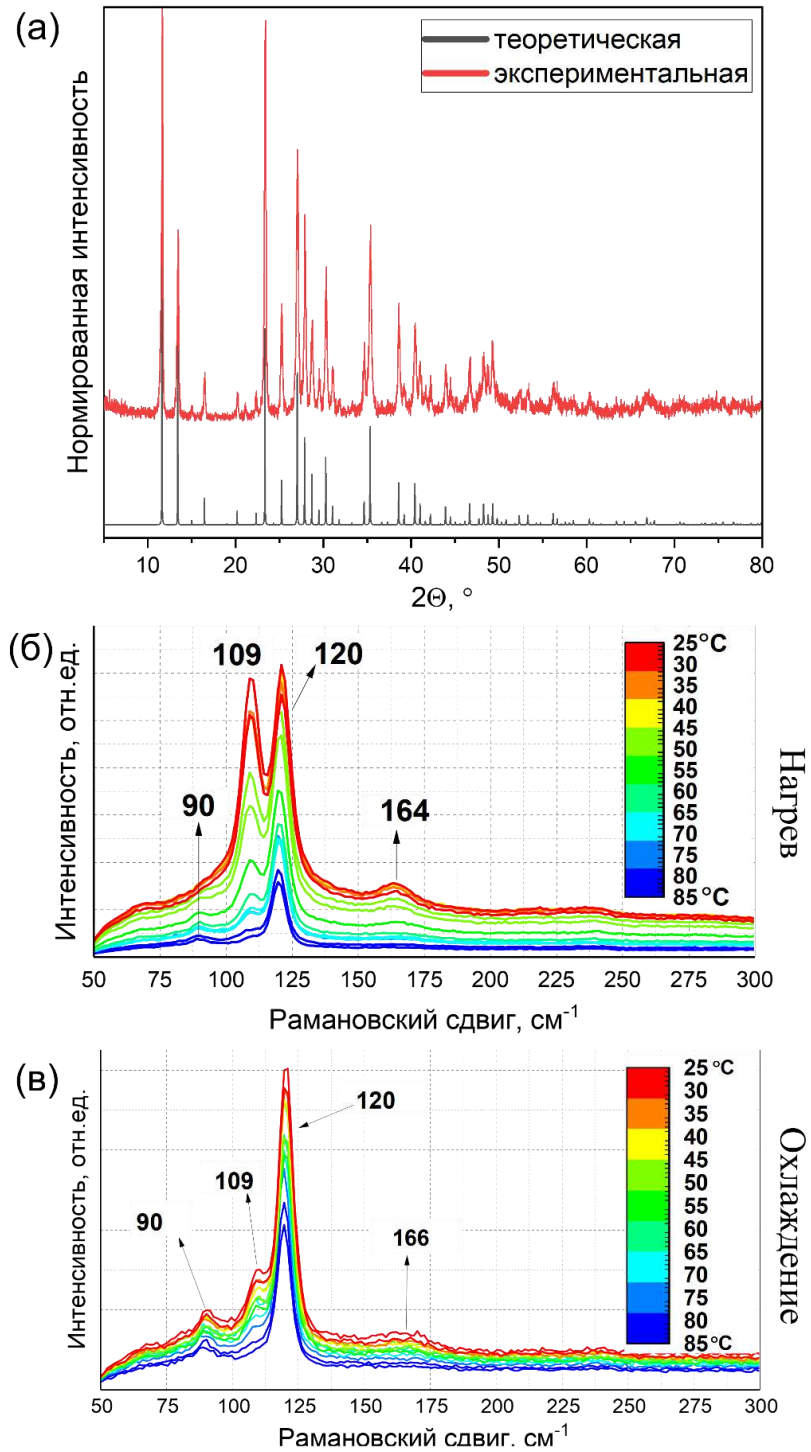 (а)
теоретическая
экспериментальная
Нормированная интенсивность
10 20 30 40 50 60 70 80
2Θ, °
(б)
109 120
90
164
25°C
30
35
40
45
50
55
60
65
70
75
80
85°C
Интенсивность, отн.ед.
Нагрев
50 75 100 125 150 175 200 225 250 275 300
Рамановский сдвиг, см⁻¹
(в)
120
109
90
166
25°C
30
35
40
45
50
55
60
65
70
75
80
85°C
Интенсивность, отн.ед.
Охлаждение
50 75 100 125 150 175 200 225 250 275 300
Рамановский сдвиг, см⁻¹